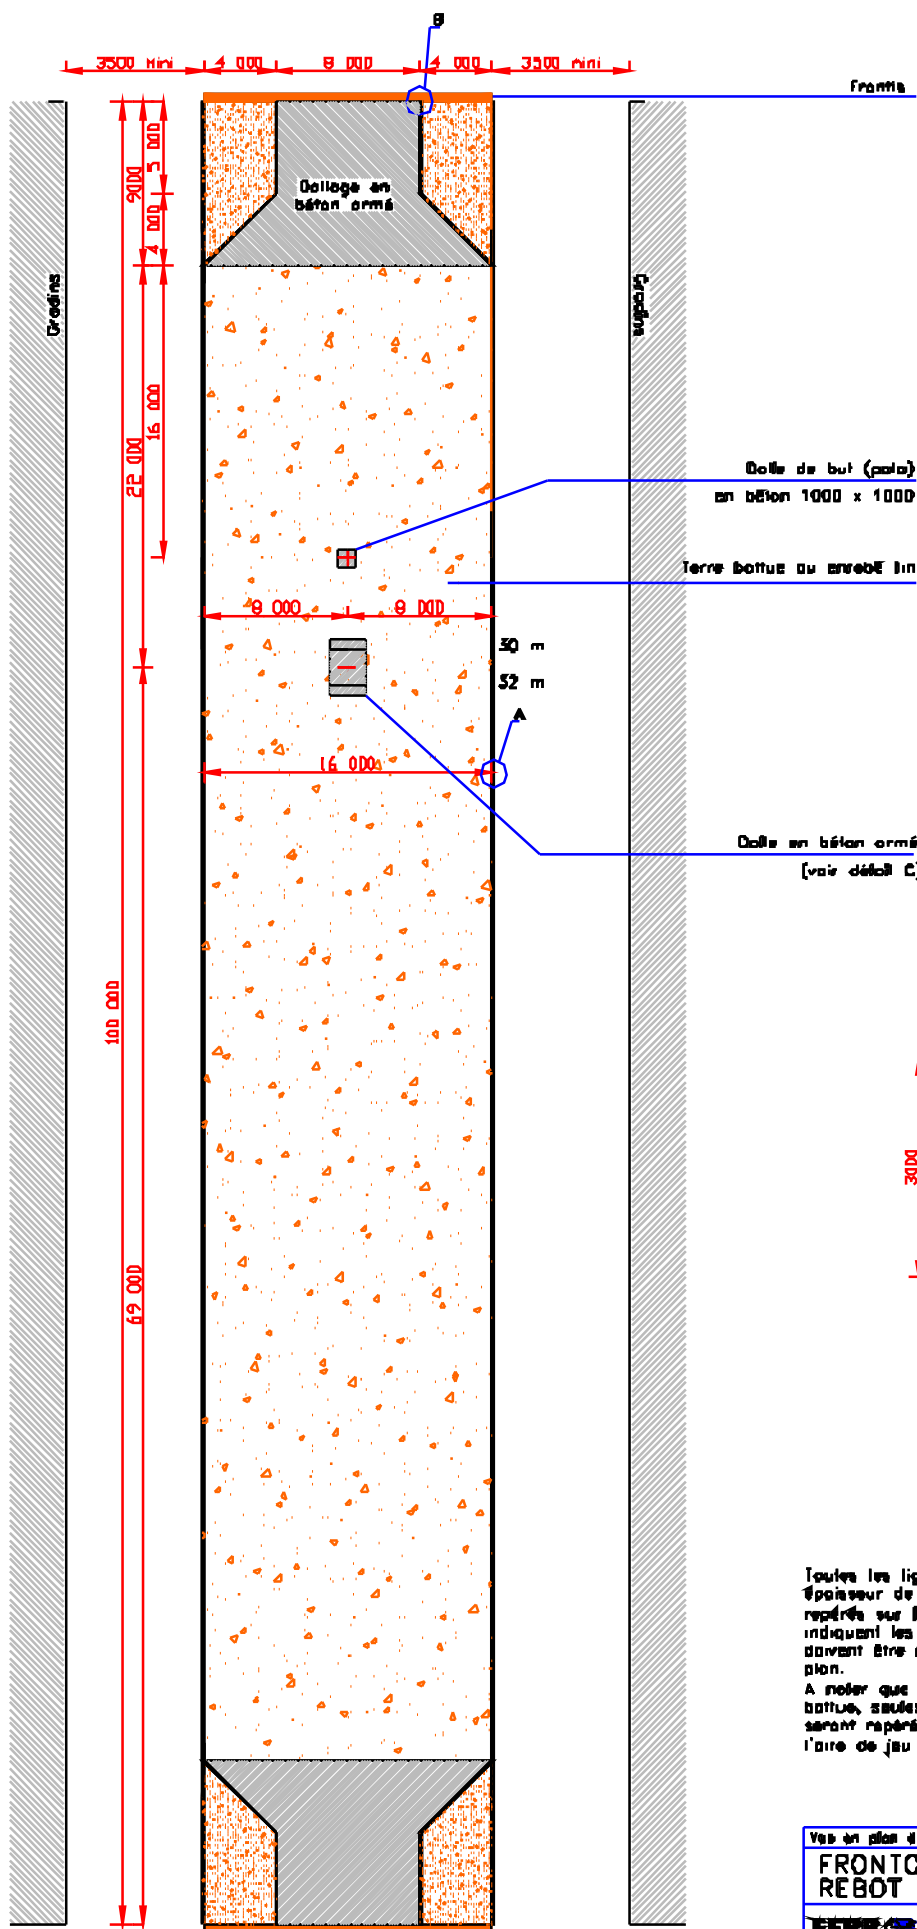 B
3500 mini
4 000
8 000
4 000
3500 mini
Frontis
5 000
9000
4 000
Dallage en
béton armé
Gradins
Gradins
16 000
22 000
Dalle de but (pala)
en béton 1000 x 1000
Terre battue ou enrobé fin
8 000
8 000
30 m
32 m
A
16 000
Dalle en béton armé
(voir détail C)
100 000
3000
69 000
Toutes les
épaisseur de
repérés sur
indiquent les
doivent être
plan.
A noter que
battue, seules
seront
l'aire de jeu
Vue en plan
FRONTO
REBOT